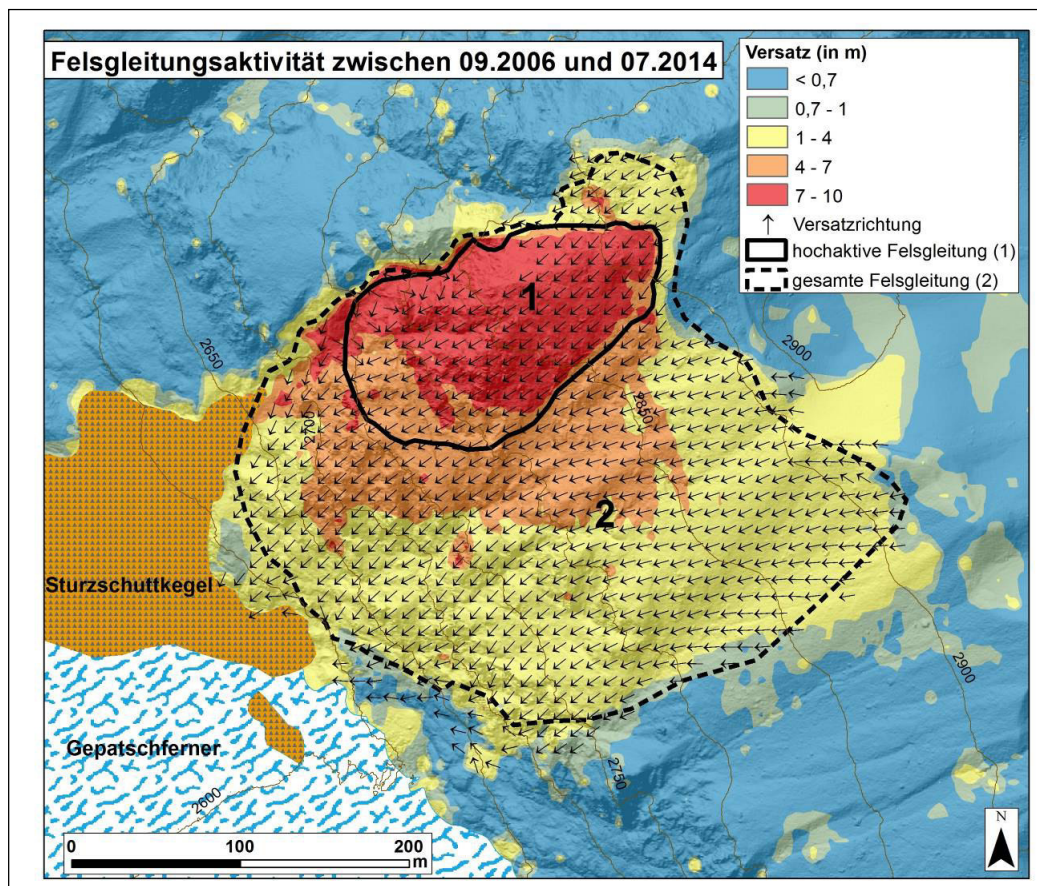 Felsgleitungsaktivität zwischen 09.2006 und 07.2014
Versatz (in m)
< 0,7
0,7 - 1
1 - 4
4 - 7
7 - 10
Versatzrichtung
hochaktive Felsgleitung (1)
gesamte Felsgleitung (2)
1
2
2650
2700
2850
2900
2900
2750
2600
Sturzschuttkegel
Gepatschferner
0 100 200
m
N